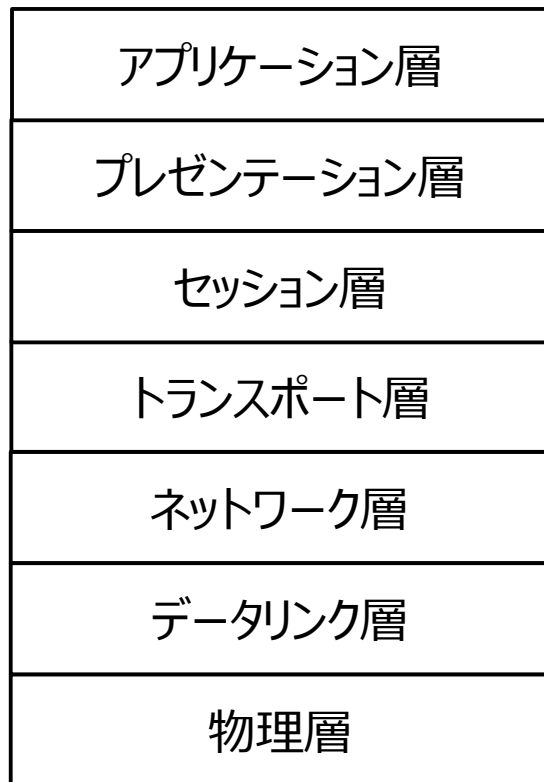 アプリケーション層
プレゼンテーション層
セッション層
トランスポート層
ネットワーク層
データリンク層
物理層